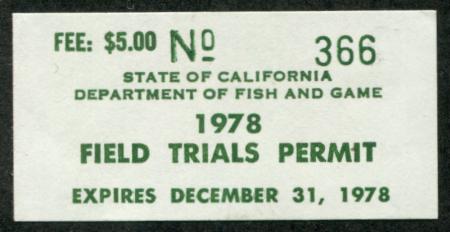 FEE: $5.00 Nº 366
STATE OF CALIFORNIA
DEPARTMENT OF FISH AND GAME
1978
FIELD TRIALS PERMIT
EXPIRES DECEMBER 31, 1978